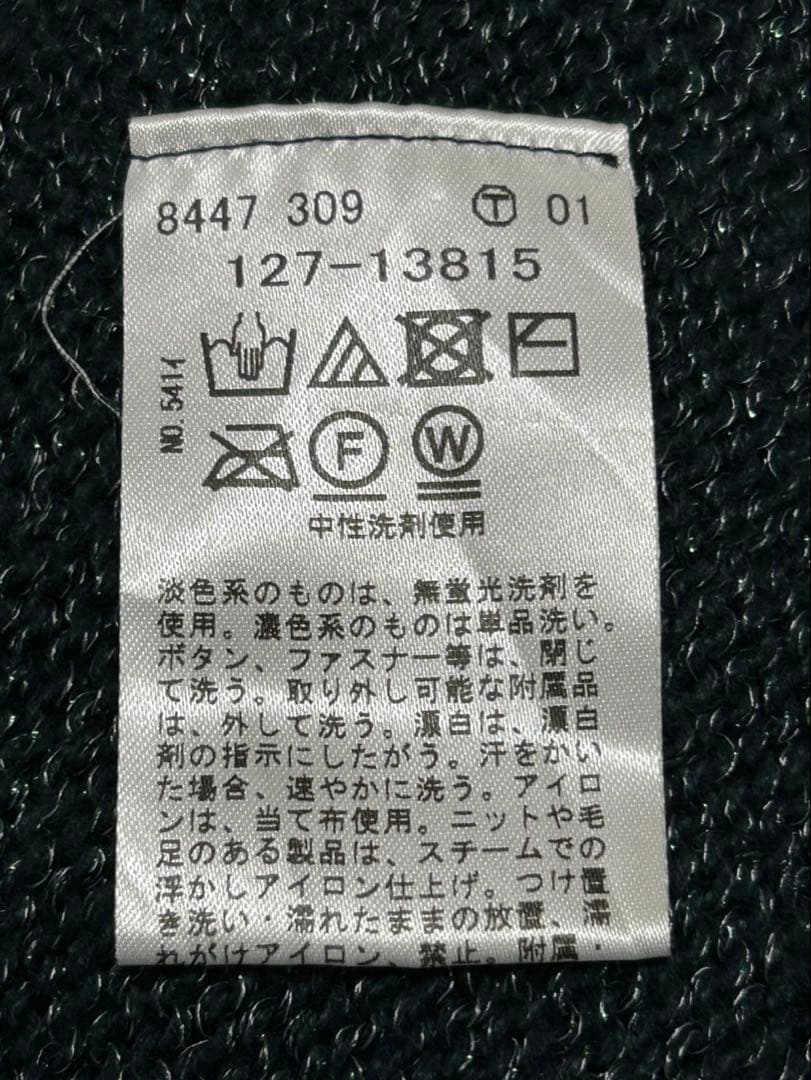 8447 309 Ⓣ 01
127-13815
NO.5411
F
W
中性洗剤使用
淡色系のものは、無蛍光洗剤を
使用。濃色系のものは単品洗い。
ボタン、ファスナー等は、閉じ
て洗う。取り外し可能な附属品
は、外して洗う。漂白は、漂白
剤の指示にしたがう。汗をかい
た場合、速やかに洗う。アイロ
ンは、当て布使用。ニットや毛
足のある製品は、スチームでの
浮かしアイロン仕上げ。つけ置
き洗い・濡れたままの放置、濡
れがけアイロン、禁止。附属・